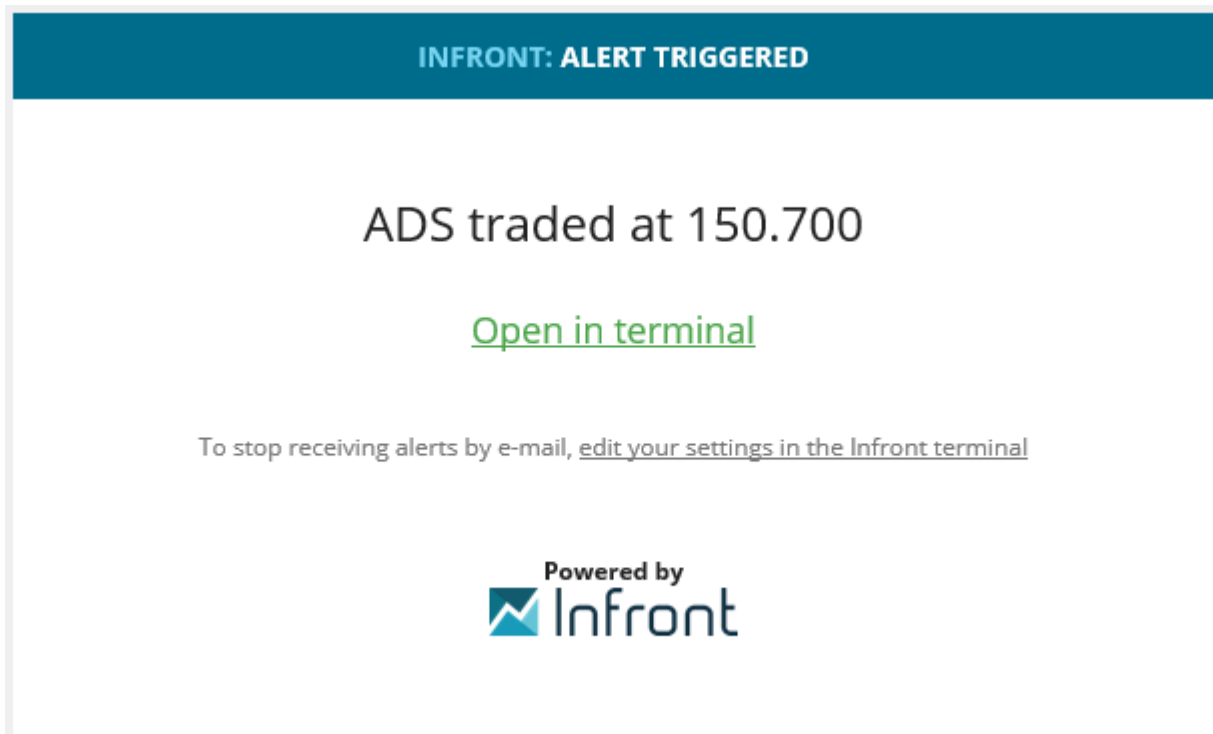 INFRONT: ALERT TRIGGERED
ADS traded at 150.700
Open in terminal
To stop receiving alerts by e-mail, edit your settings in the Infront terminal
Powered by
Infront